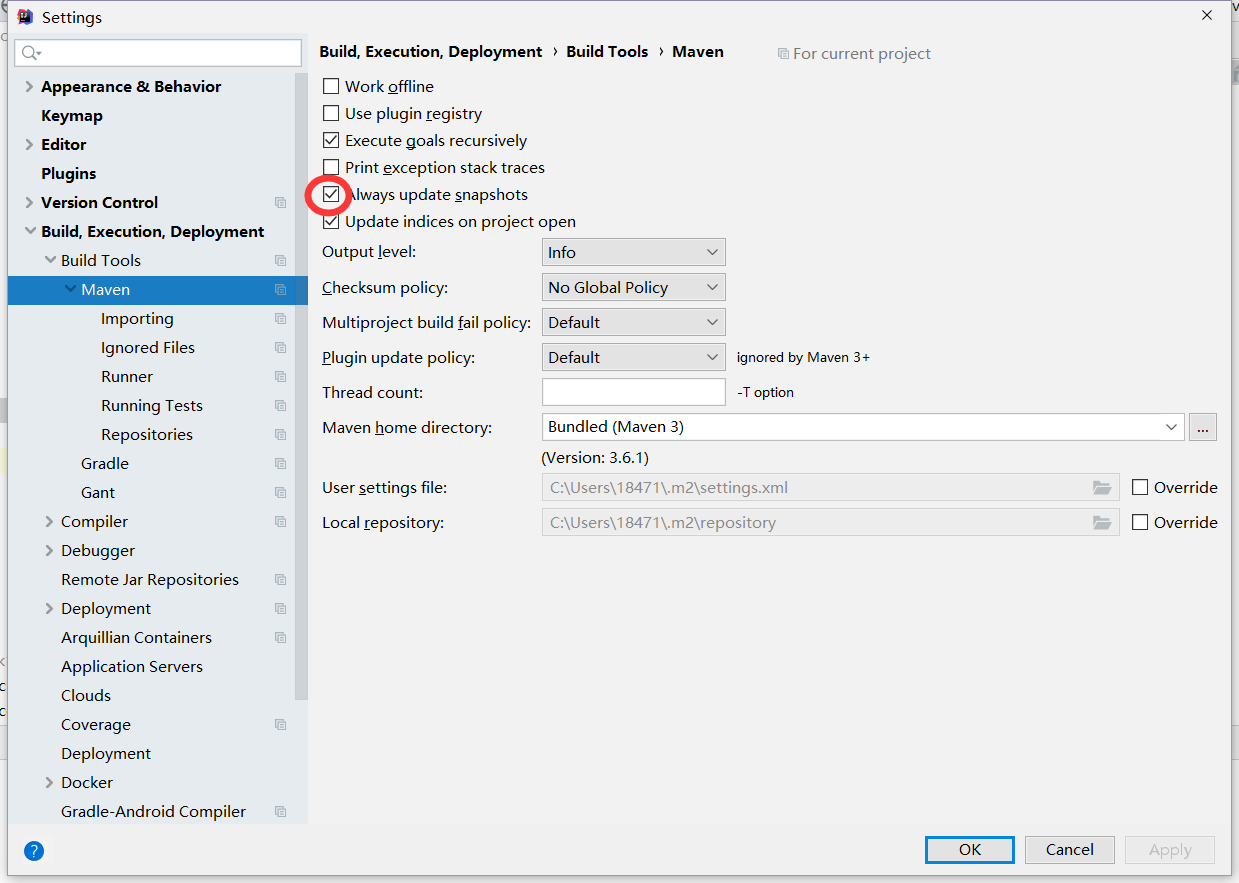 Settings
Build, Execution, Deployment › Build Tools › Maven
For current project
Appearance & Behavior
Keymap
Editor
Plugins
Version Control
Build, Execution, Deployment
Build Tools
Maven
Importing
Ignored Files
Runner
Running Tests
Repositories
Gradle
Gant
Compiler
Debugger
Remote Jar Repositories
Deployment
Arquillian Containers
Application Servers
Clouds
Coverage
Deployment
Docker
Gradle-Android Compiler
Work offline
Use plugin registry
Execute goals recursively
Print exception stack traces
Always update snapshots
Update indices on project open
Output level: Info
Checksum policy: No Global Policy
Multiproject build fail policy: Default
Plugin update policy: Default ignored by Maven 3+
Thread count: -T option
Maven home directory: Bundled (Maven 3) ...
(Version: 3.6.1)
User settings file: C:\Users\18471\.m2\settings.xml Override
Local repository: C:\Users\18471\.m2\repository Override
? OK Cancel Apply